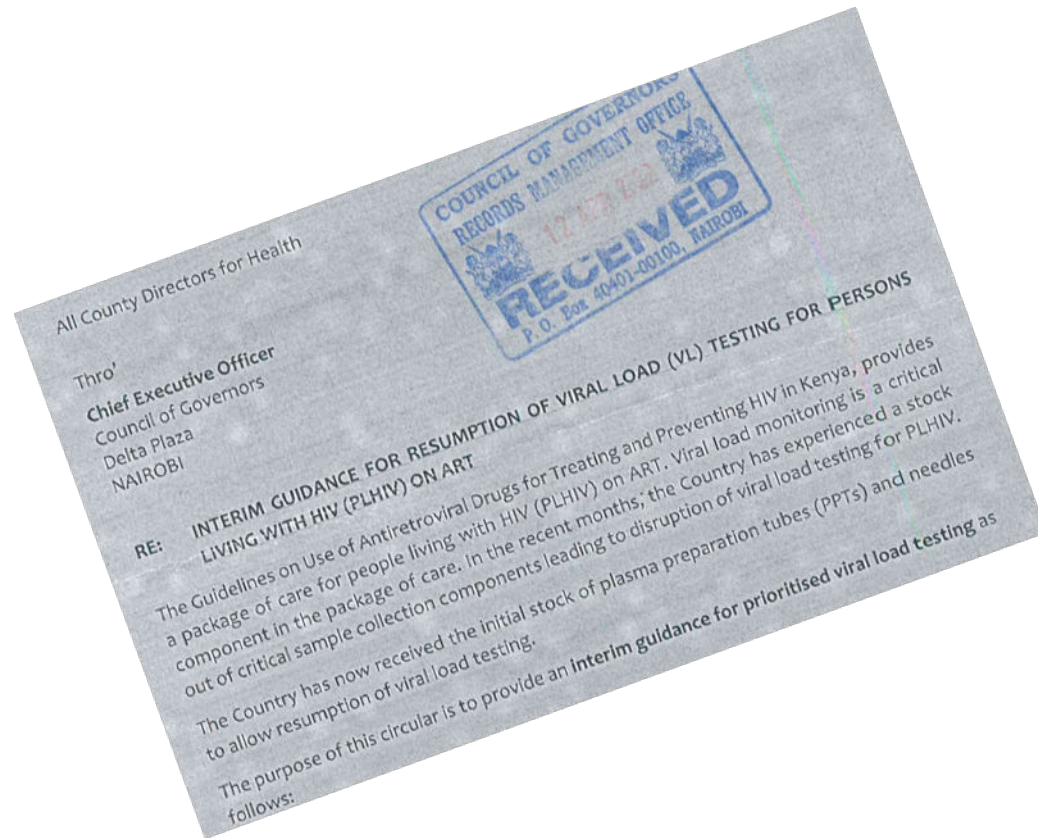 COUNCIL OF GOVERNORS
RECORDS MANAGEMENT OFFICE
12
RECEIVED
P. O. Box 40401-00100, NAIROBI
All County Directors for Health
Thro'
Chief Executive Officer
Council of Governors
Delta Plaza
NAIROBI
RE: INTERIM GUIDANCE FOR RESUMPTION OF VIRAL LOAD (VL) TESTING FOR PERSONS
LIVING WITH HIV (PLHIV) ON ART
The Guidelines on Use of Antiretroviral Drugs for Treating and Preventing HIV in Kenya, provides
a package of care for people living with HIV (PLHIV) on ART. Viral load monitoring is a critical
component in the package of care. In the recent months, the Country has experienced a stock
out of critical sample collection components leading to disruption of viral load testing for PLHIV.
The Country has now received the initial stock of plasma preparation tubes (PPTs) and needles
to allow resumption of viral load testing.
The purpose of this circular is to provide an interim guidance for prioritised viral load testing as
follows: